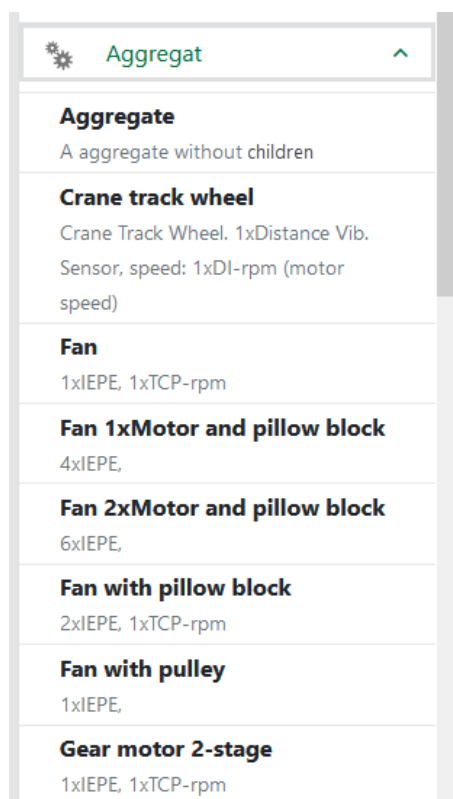 Aggregat
Aggregate
A aggregate without children
Crane track wheel
Crane Track Wheel. 1xDistance Vib.
Sensor, speed: 1xDI-rpm (motor
speed)
Fan
1xIEPE, 1xTCP-rpm
Fan 1xMotor and pillow block
4xIEPE,
Fan 2xMotor and pillow block
6xIEPE,
Fan with pillow block
2xIEPE, 1xTCP-rpm
Fan with pulley
1xIEPE,
Gear motor 2-stage
1xIEPE, 1xTCP-rpm